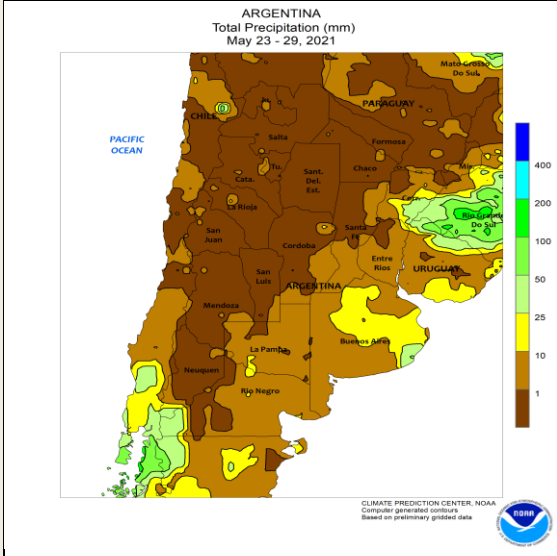 ARGENTINA
Total Precipitation (mm)
May 23 - 29, 2021
Mato Grosso
Do Sul
PARAGUAY
CHILE
PACIFIC
OCEAN
Salta
Formosa
Tu.
Chaco
Cata.
Sant.
Del.
Est.
Mis.
La Rioja
Corr.
Rio Grande
Do Sul
San
Juan
Santa
Fe
Cordoba
Entre
Rios
San
Luis
URUGUAY
ARGENTINA
Mendoza
La Pampa
Buenos Aires
Neuquen
Rio Negro
400
200
100
50
25
10
1
CLIMATE PREDICTION CENTER, NOAA
Computer generated contours
Based on preliminary gridded data
NOAA